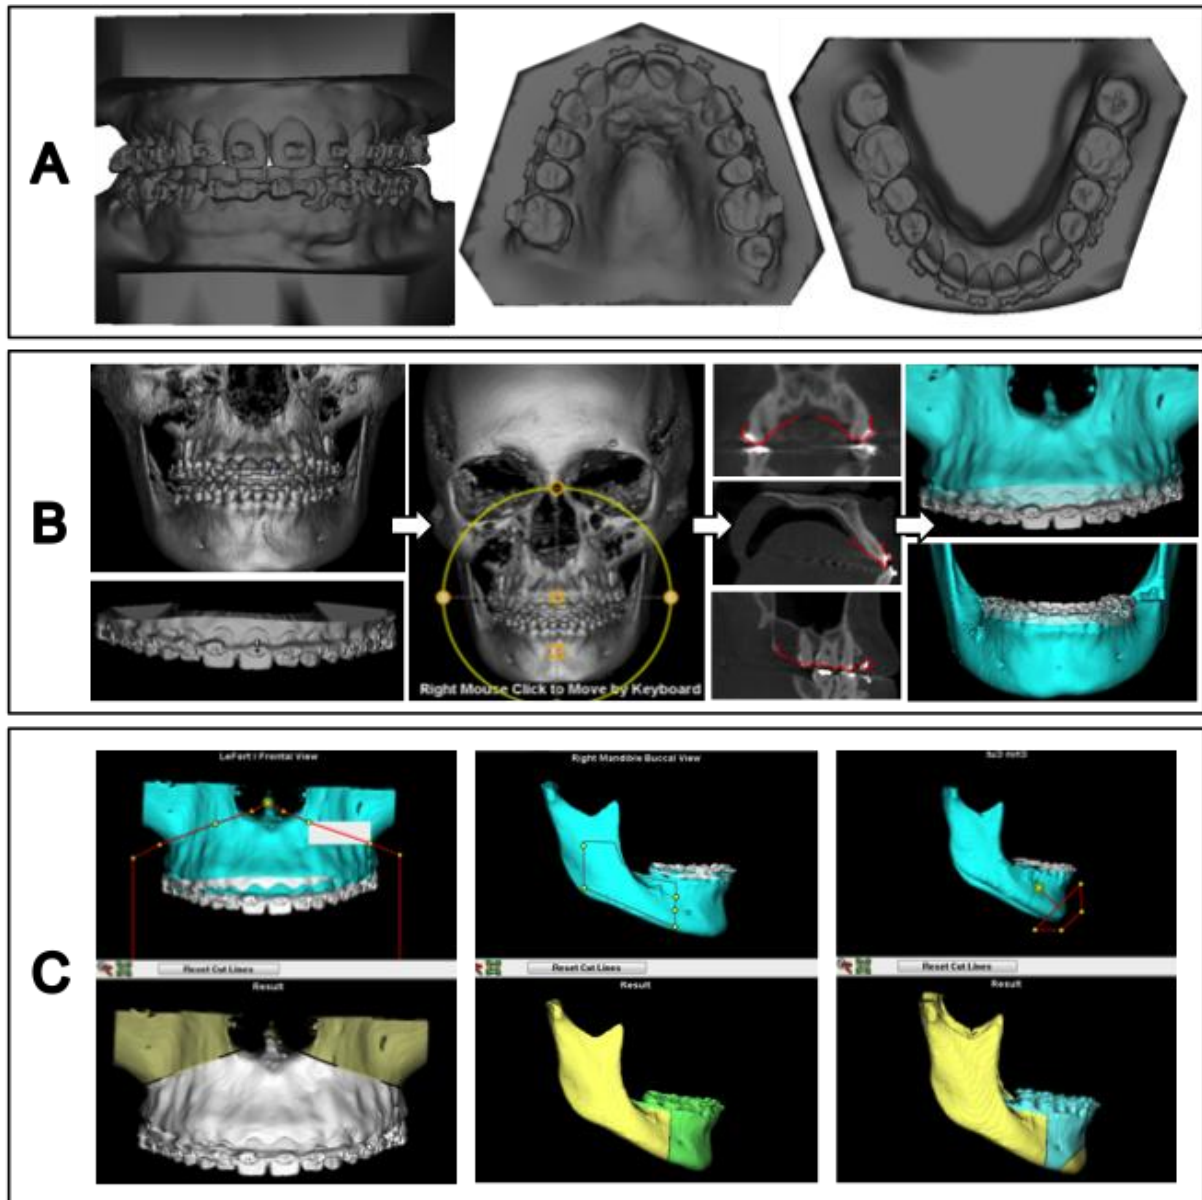 A
B
Right Mouse Click to Move by Keyboard
C
LeFort I Frontal View
Right Mandible Buccal View
Reset Cut Lines
Reset Cut Lines
Reset Cut Lines
Result
Result
Result